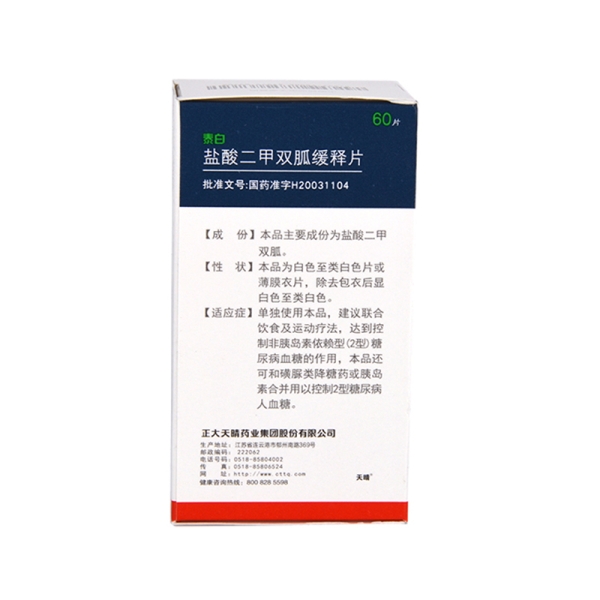 60片
泰白
盐酸二甲双胍缓释片
批准文号:国药准字H20031104
【成　份】本品主要成份为盐酸二甲
双胍。
【性　状】本品为白色至类白色片或
薄膜衣片，除去包衣后显
白色至类白色。
【适应症】单独使用本品，建议联合
饮食及运动疗法，达到控
制非胰岛素依赖型(2型)糖
尿病血糖的作用，本品还
可和磺脲类降糖药或胰岛
素合并用以控制2型糖尿病
人血糖。
正大天晴药业集团股份有限公司
生产地址：江苏省连云港市郁州南路369号
邮政编码：222062
电话号码：0518-85804002
传　真：0518-85806524
网　址：http://www.cttq.com
健康咨询热线：800 828 5598
天晴®